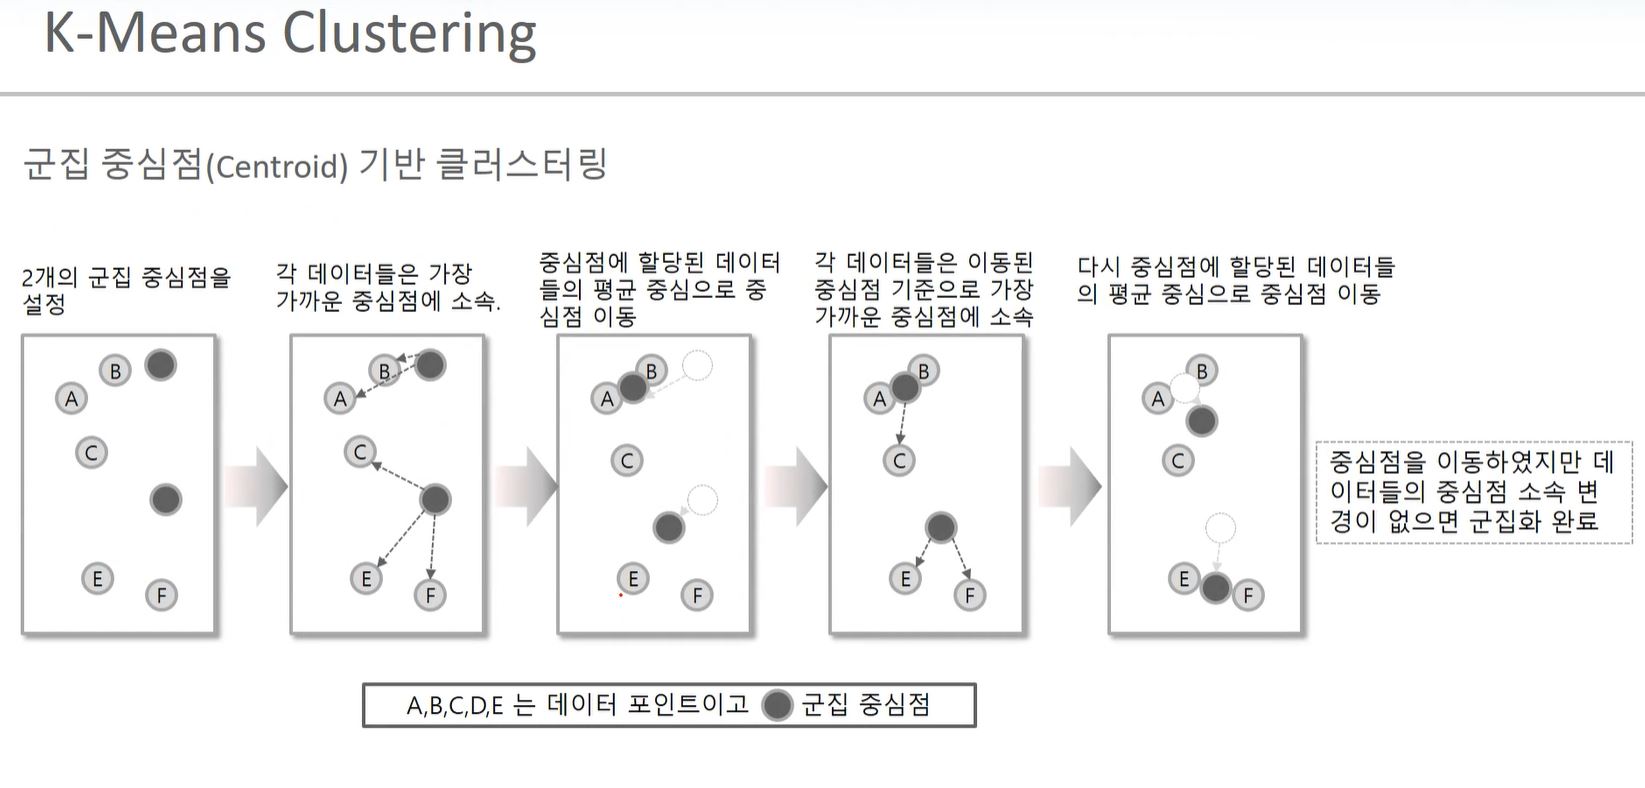 K-Means Clustering
군집 중심점(Centroid) 기반 클러스터링
2개의 군집 중심점을
설정
각 데이터들은 가장
가까운 중심점에 소속.
중심점에 할당된 데이터
들의 평균 중심으로 중
심점 이동
각 데이터들은 이동된
중심점 기준으로 가장
가까운 중심점에 소속
다시 중심점에 할당된 데이터들
의 평균 중심으로 중심점 이동
B
A
C
E
F
B
A
C
E
F
B
A
C
E
F
B
A
C
E
F
B
A
C
E
F
중심점을 이동하였지만 데
이터들의 중심점 소속 변
경이 없으면 군집화 완료
A,B,C,D,E 는 데이터 포인트이고 군집 중심점